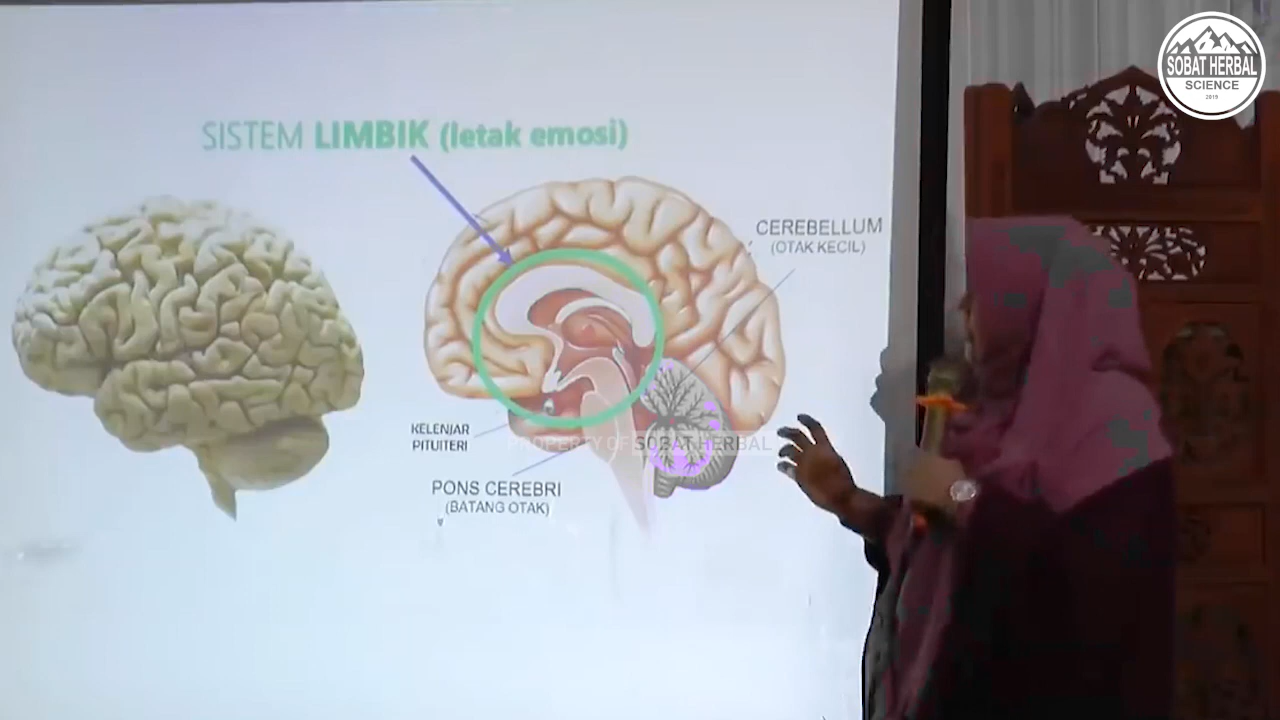 SOBAT HERBAL
SCIENCE
2019
SISTEM LIMBIK (letak emosi)
CEREBELLUM
(OTAK KECIL)
KELENJAR
PITUITERI
PROPERTY OF SOBAT HERBAL
PONS CEREBRI
(BATANG OTAK)